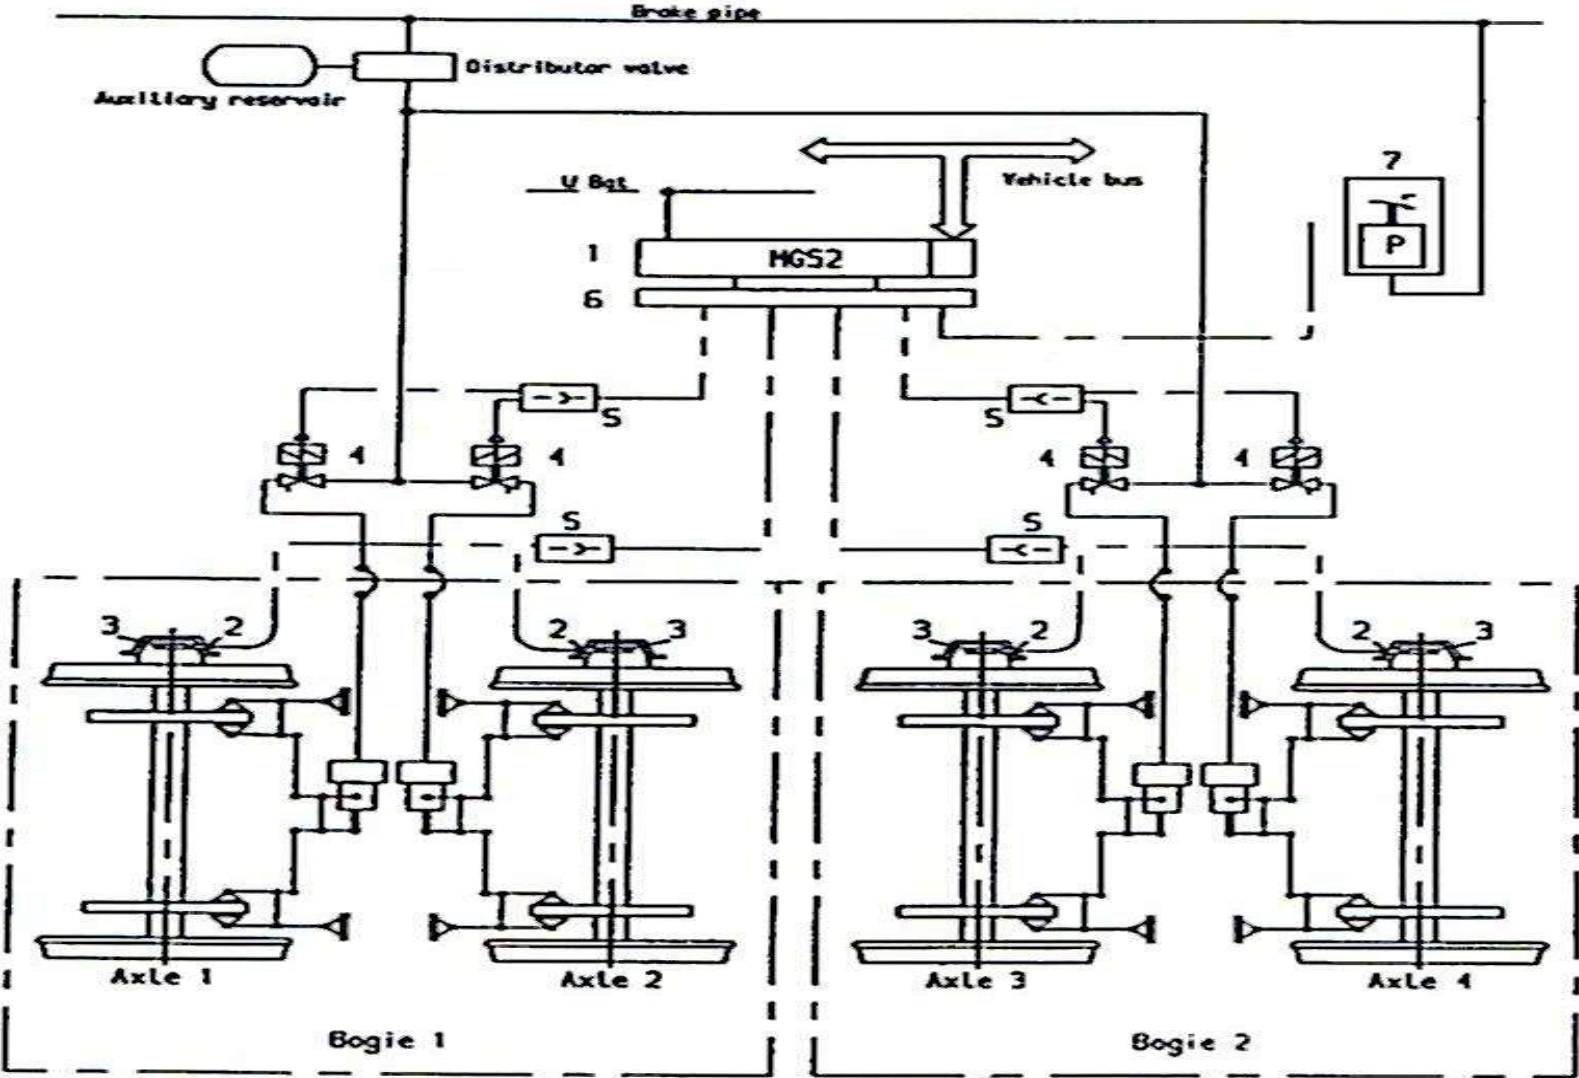 Brake pipe
Distributor valve
Auxiliary reservair
7
U Bat
Vehicle bus
P
1
MGS2
6
S
S
4
4
4
4
S
S
3
2
2
3
3
2
2
3
Axle 1
Axle 2
Axle 3
Axle 4
Bogie 1
Bogie 2